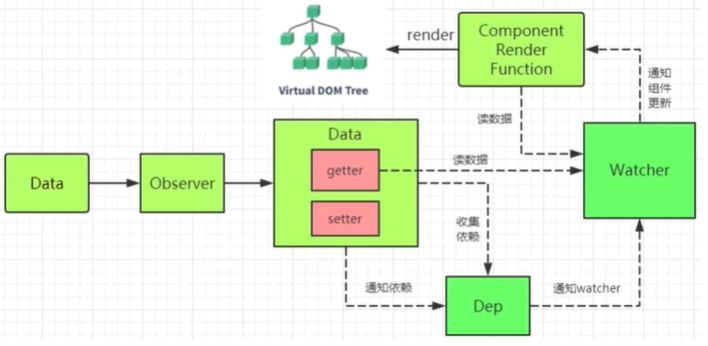 Component
Render
Function
render
Virtual DOM Tree
通知
组件
更新
读数据
Data
Observer
Data
getter
setter
读数据
Watcher
收集
依赖
通知依赖
Dep
通知watcher